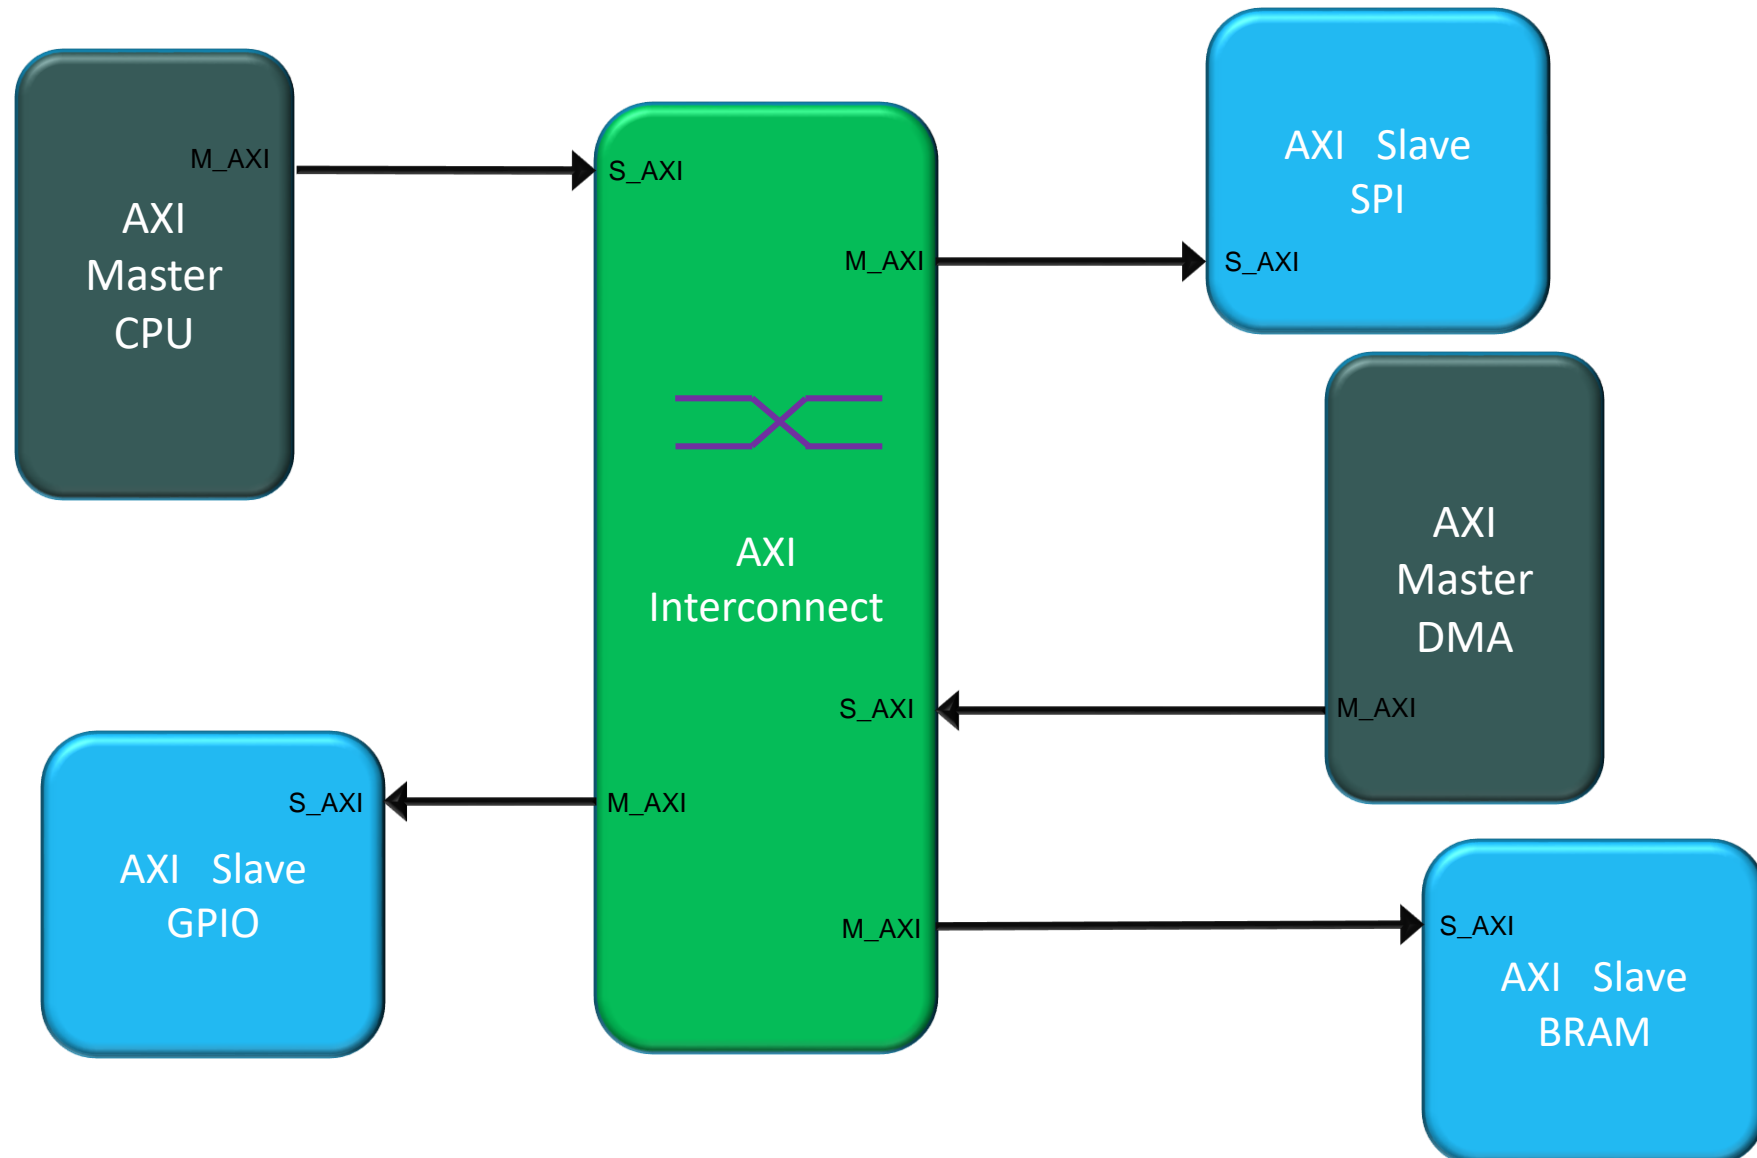 M_AXI
AXI
Master
CPU
S_AXI
M_AXI
AXI Slave
SPI
S_AXI
AXI
Interconnect
AXI
Master
DMA
S_AXI
M_AXI
S_AXI
M_AXI
AXI Slave
GPIO
M_AXI
S_AXI
AXI Slave
BRAM